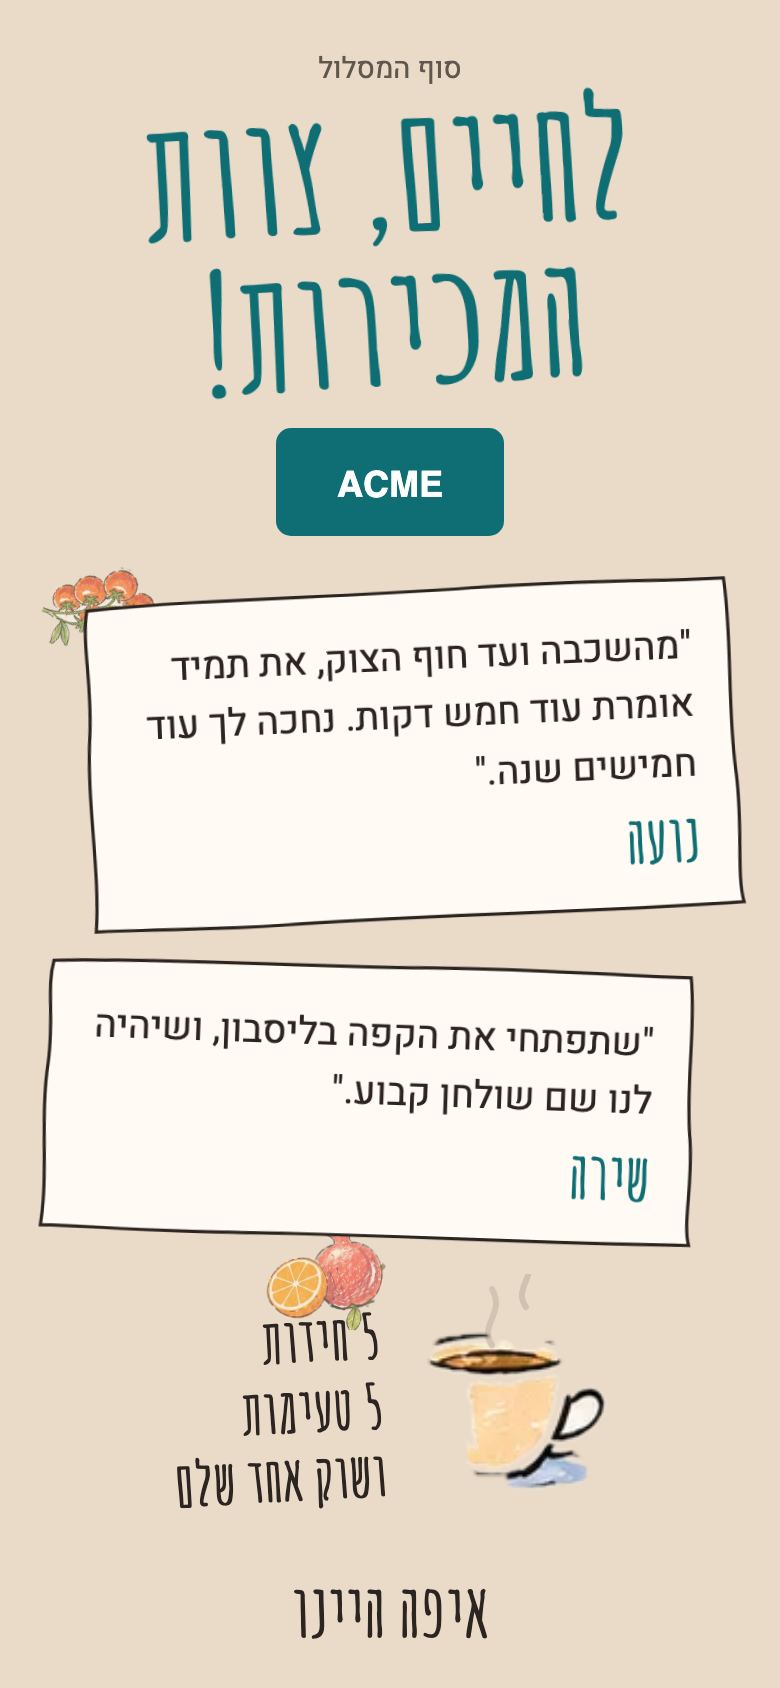 סוף המסלול
לחיים, צוות
המכירות!
ACME
"מהשכבה ועד חוף הצוק, את תמיד
אומרת עוד חמש דקות. נחכה לך עוד
חמישים שנה."
נועה
"שתפתחי את הקפה בליסבון, ושיהיה
לנו שם שולחן קבוע."
שירה
5 חידות
5 טעימות
ושוק אחד שלם
איפה היינו